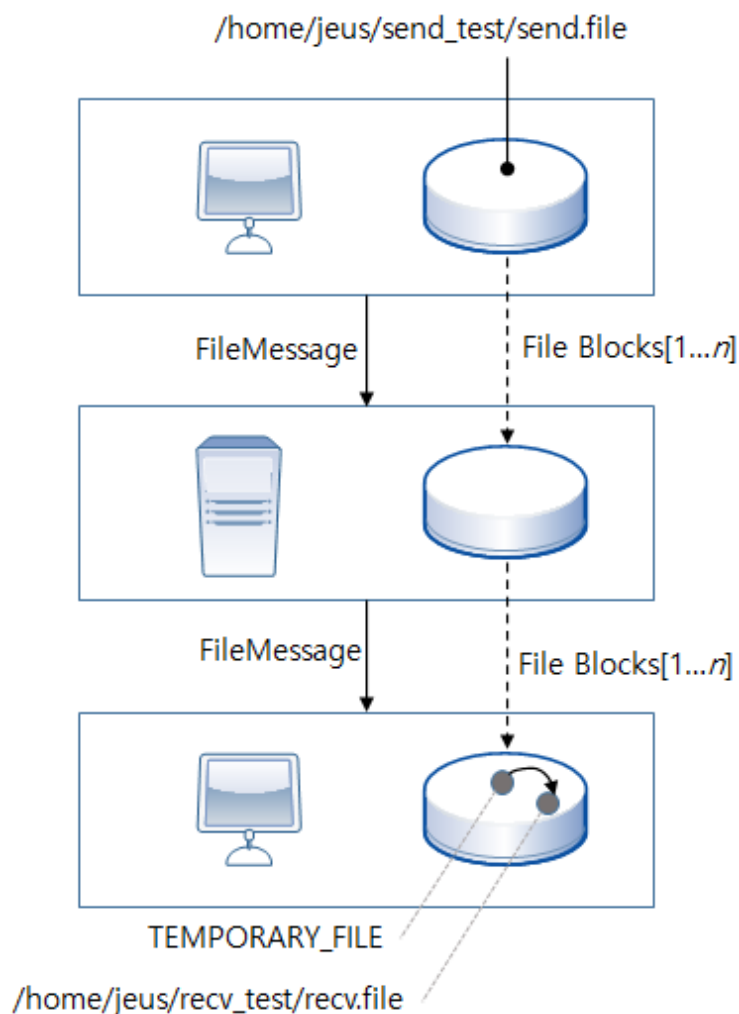 /home/jeus/send_test/send.file
FileMessage
File Blocks[1...n]
FileMessage
File Blocks[1...n]
TEMPORARY_FILE
/home/jeus/recv_test/recv.file